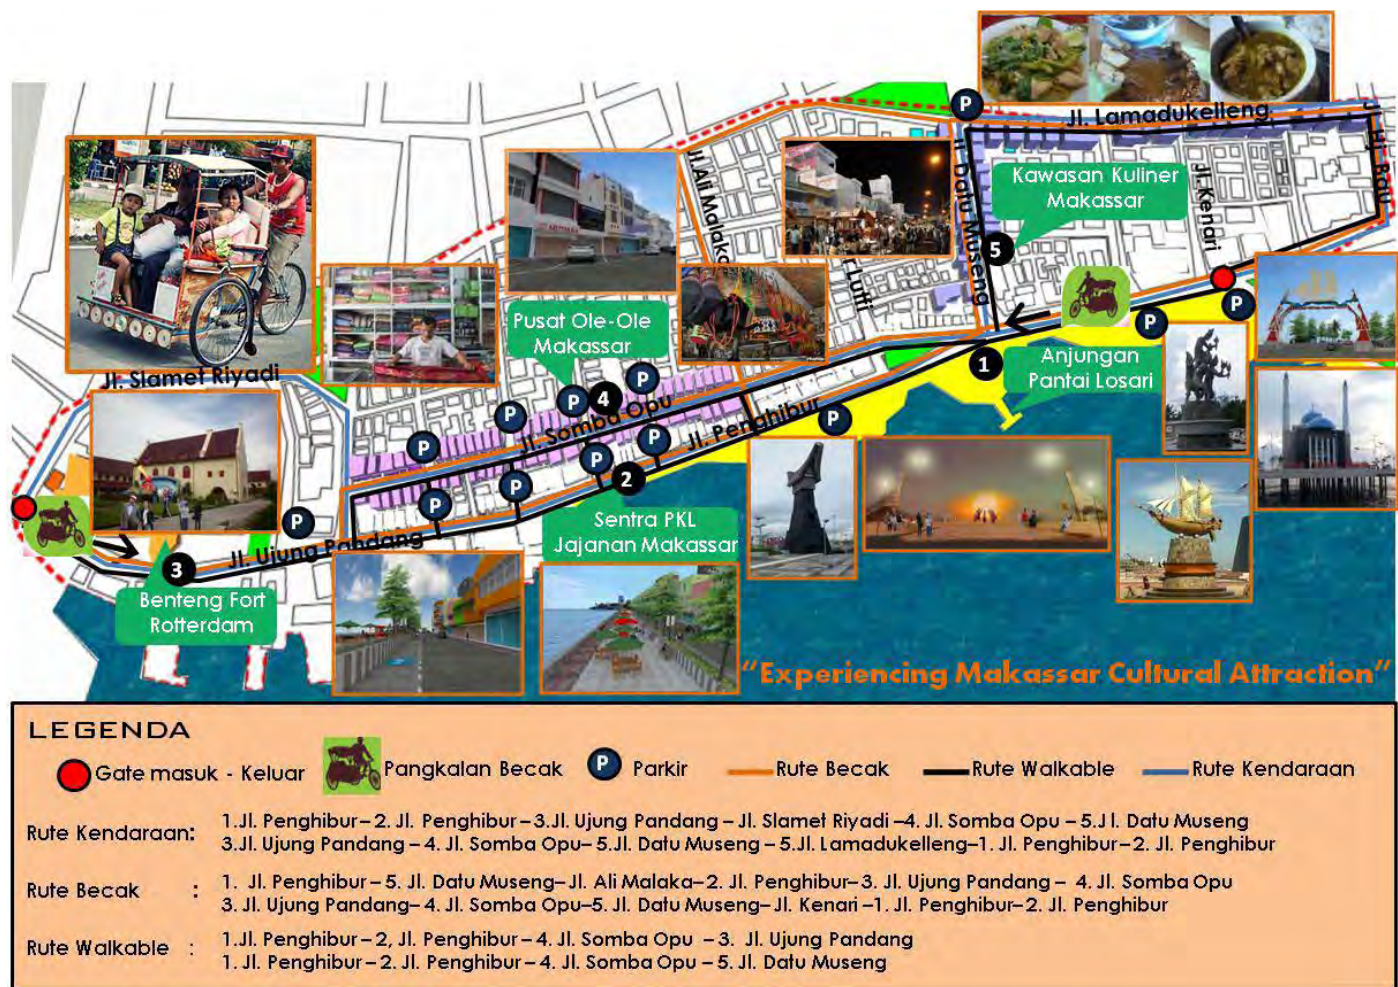 P
Jl. Lamadukelleng
Jl. Hj. Bau
Jl. Ali Malaka
Jl. Datu Museng
Kawasan Kuliner
Makassar
Jl. Kenari
5
Pusat Ole-Ole
Makassar
Lutfi
P
P
Jl. Slamet Riyadi
1
Anjungan
Pantai Losari
P
P
4
P
P
Jl. Somba Opu
P
Jl. Penghibur
P
P
P
2
P
P
Sentra PKL
Jajanan Makassar
P
Jl. Ujung Pandang
3
Benteng Fort
Rotterdam
"Experiencing Makassar Cultural Attraction"
LEGENDA
Gate masuk - Keluar
Pangkalan Becak
P Parkir
Rute Becak
Rute Walkable
Rute Kendaraan
Rute Kendaraan: 1.Jl. Penghibur – 2. Jl. Penghibur – 3.Jl. Ujung Pandang – Jl. Slamet Riyadi –4. Jl. Somba Opu – 5.Jl. Datu Museng
3.Jl. Ujung Pandang – 4. Jl. Somba Opu– 5.Jl. Datu Museng – 5.Jl. Lamadukelleng–1. Jl. Penghibur–2. Jl. Penghibur
Rute Becak : 1. Jl. Penghibur – 5. Jl. Datu Museng– Jl. Ali Malaka– 2. Jl. Penghibur– 3. Jl. Ujung Pandang – 4. Jl. Somba Opu
3. Jl. Ujung Pandang– 4. Jl. Somba Opu–5. Jl. Datu Museng– Jl. Kenari –1. Jl. Penghibur– 2. Jl. Penghibur
Rute Walkable : 1.Jl. Penghibur – 2, Jl. Penghibur – 4. Jl. Somba Opu – 3. Jl. Ujung Pandang
1. Jl. Penghibur – 2. Jl. Penghibur – 4. Jl. Somba Opu – 5. Jl. Datu Museng